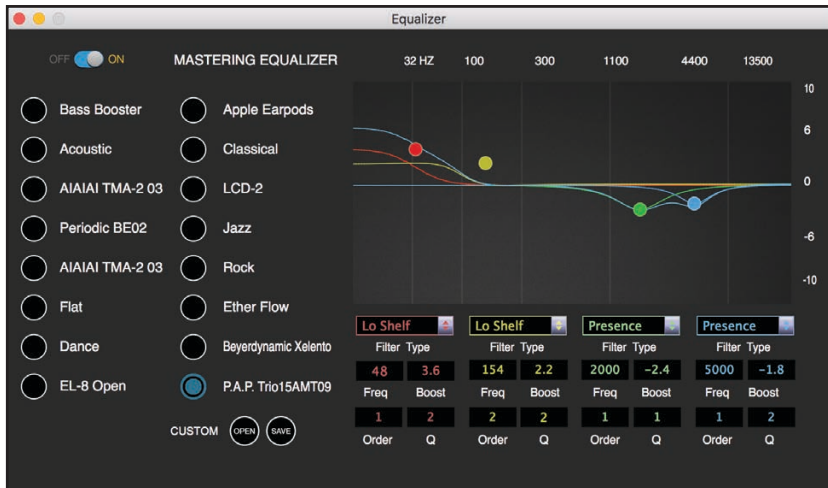 Equalizer
OFF ON
MASTERING EQUALIZER
32 HZ 100 300 1100 4400 13500
Bass Booster
Acoustic
AIAIAI TMA-2 03
Periodic BE02
AIAIAI TMA-2 03
Flat
Dance
EL-8 Open
Apple Earpods
Classical
LCD-2
Jazz
Rock
Ether Flow
Beyerdynamic Xelento
P.A.P. Trio15AMT09
CUSTOM OPEN SAVE
10
6
0
-6
-10
Lo Shelf Lo Shelf Presence Presence
Filter Type Filter Type Filter Type Filter Type
48 3.6 154 2.2 2000 -2.4 5000 -1.8
Freq Boost Freq Boost Freq Boost Freq Boost
1 2 2 2 1 1 1 2
Order Q Order Q Order Q Order Q